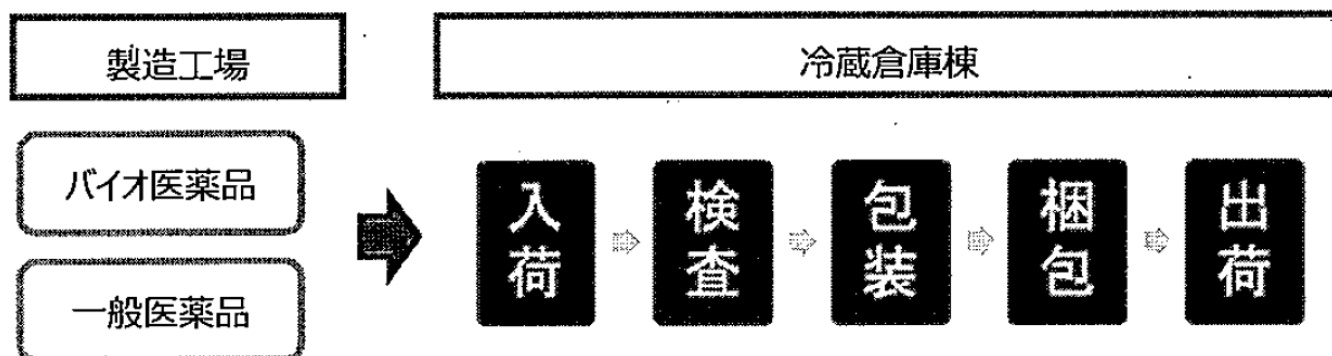 製造工場
冷蔵倉庫棟
バイオ医薬品
一般医薬品
入荷
検査
包装
梱包
出荷